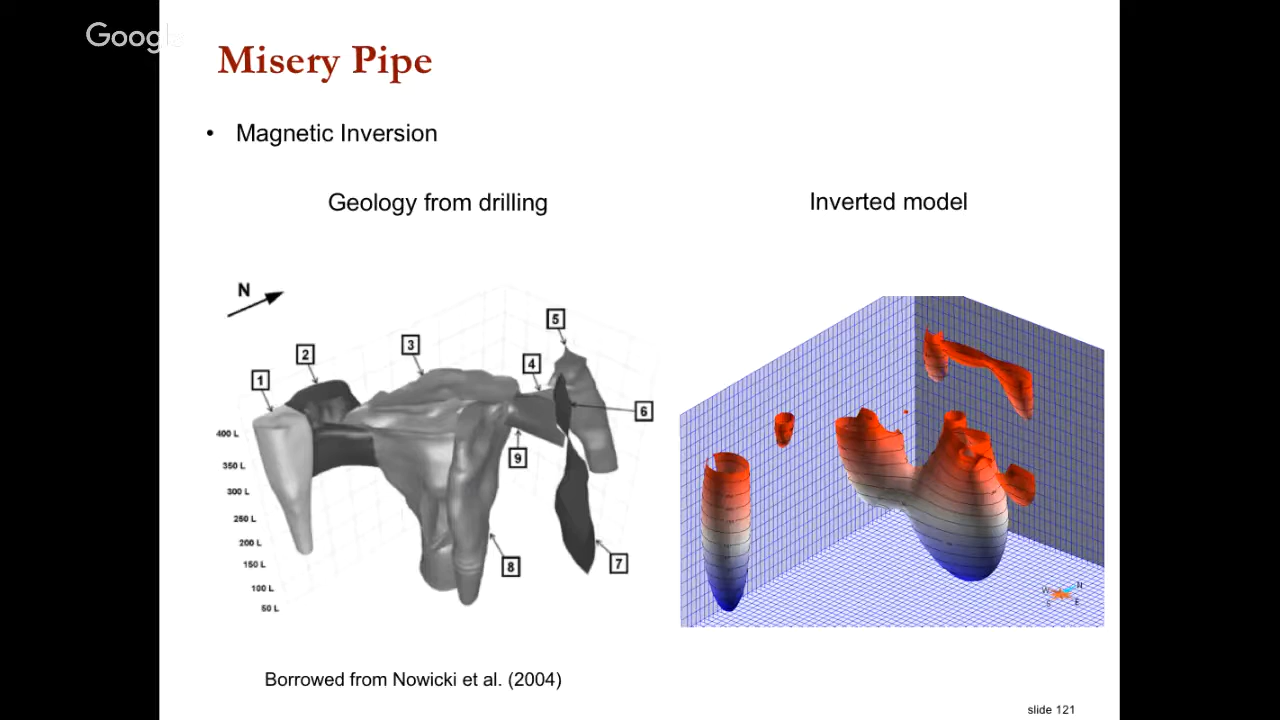 Google
Misery Pipe
• Magnetic Inversion
Geology from drilling
Inverted model
N
5
3
2
4
1
6
400 L
9
350 L
300 L
250 L
200 L
8
7
150 L
100 L
50 L
W
N
E
Borrowed from Nowicki et al. (2004)
slide 121